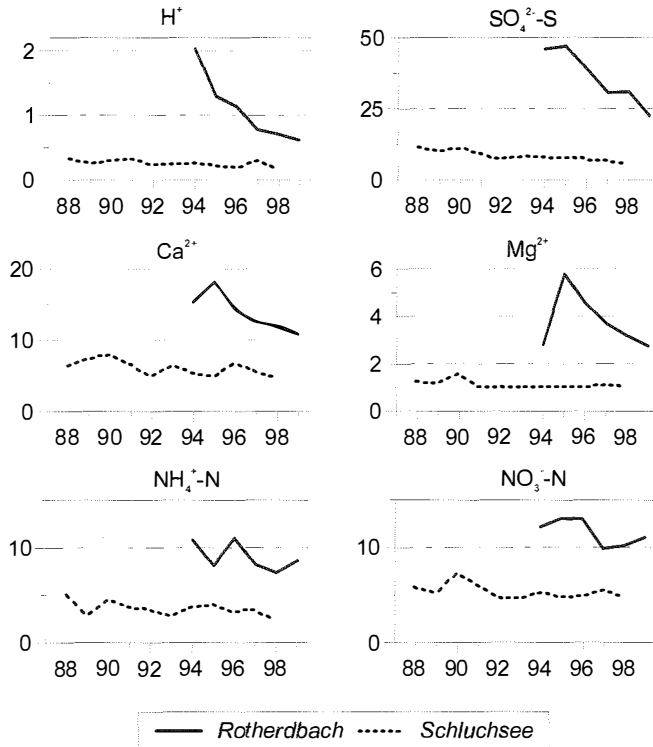 H⁺ SO₄²⁻-S
2 50
1 25
0 0
88 90 92 94 96 98 88 90 92 94 96 98
Ca²⁺ Mg²⁺
20 6
4
10
2
0 0
88 90 92 94 96 98 88 90 92 94 96 98
NH₄⁺-N NO₃⁻-N
10 10
0 0
88 90 92 94 96 98 88 90 92 94 96 98
Rotherdbach Schluchsee